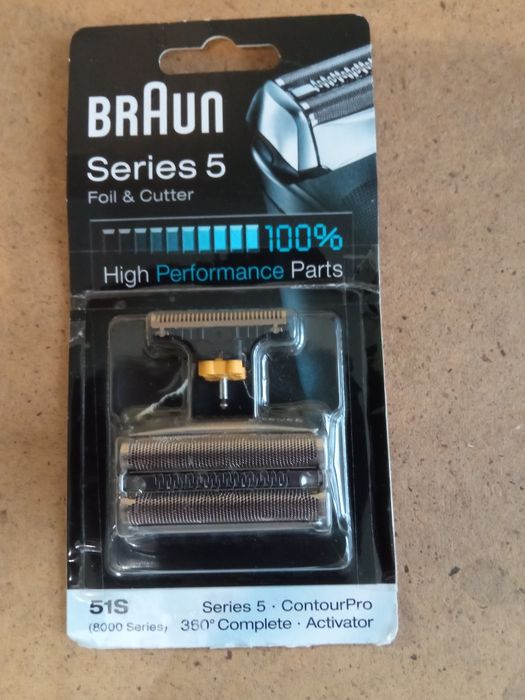 BRAUN
Series 5
Foil & Cutter
100%
High Performance Parts
51S
(8000 Series)
Series 5 · ContourPro
360° Complete · Activator